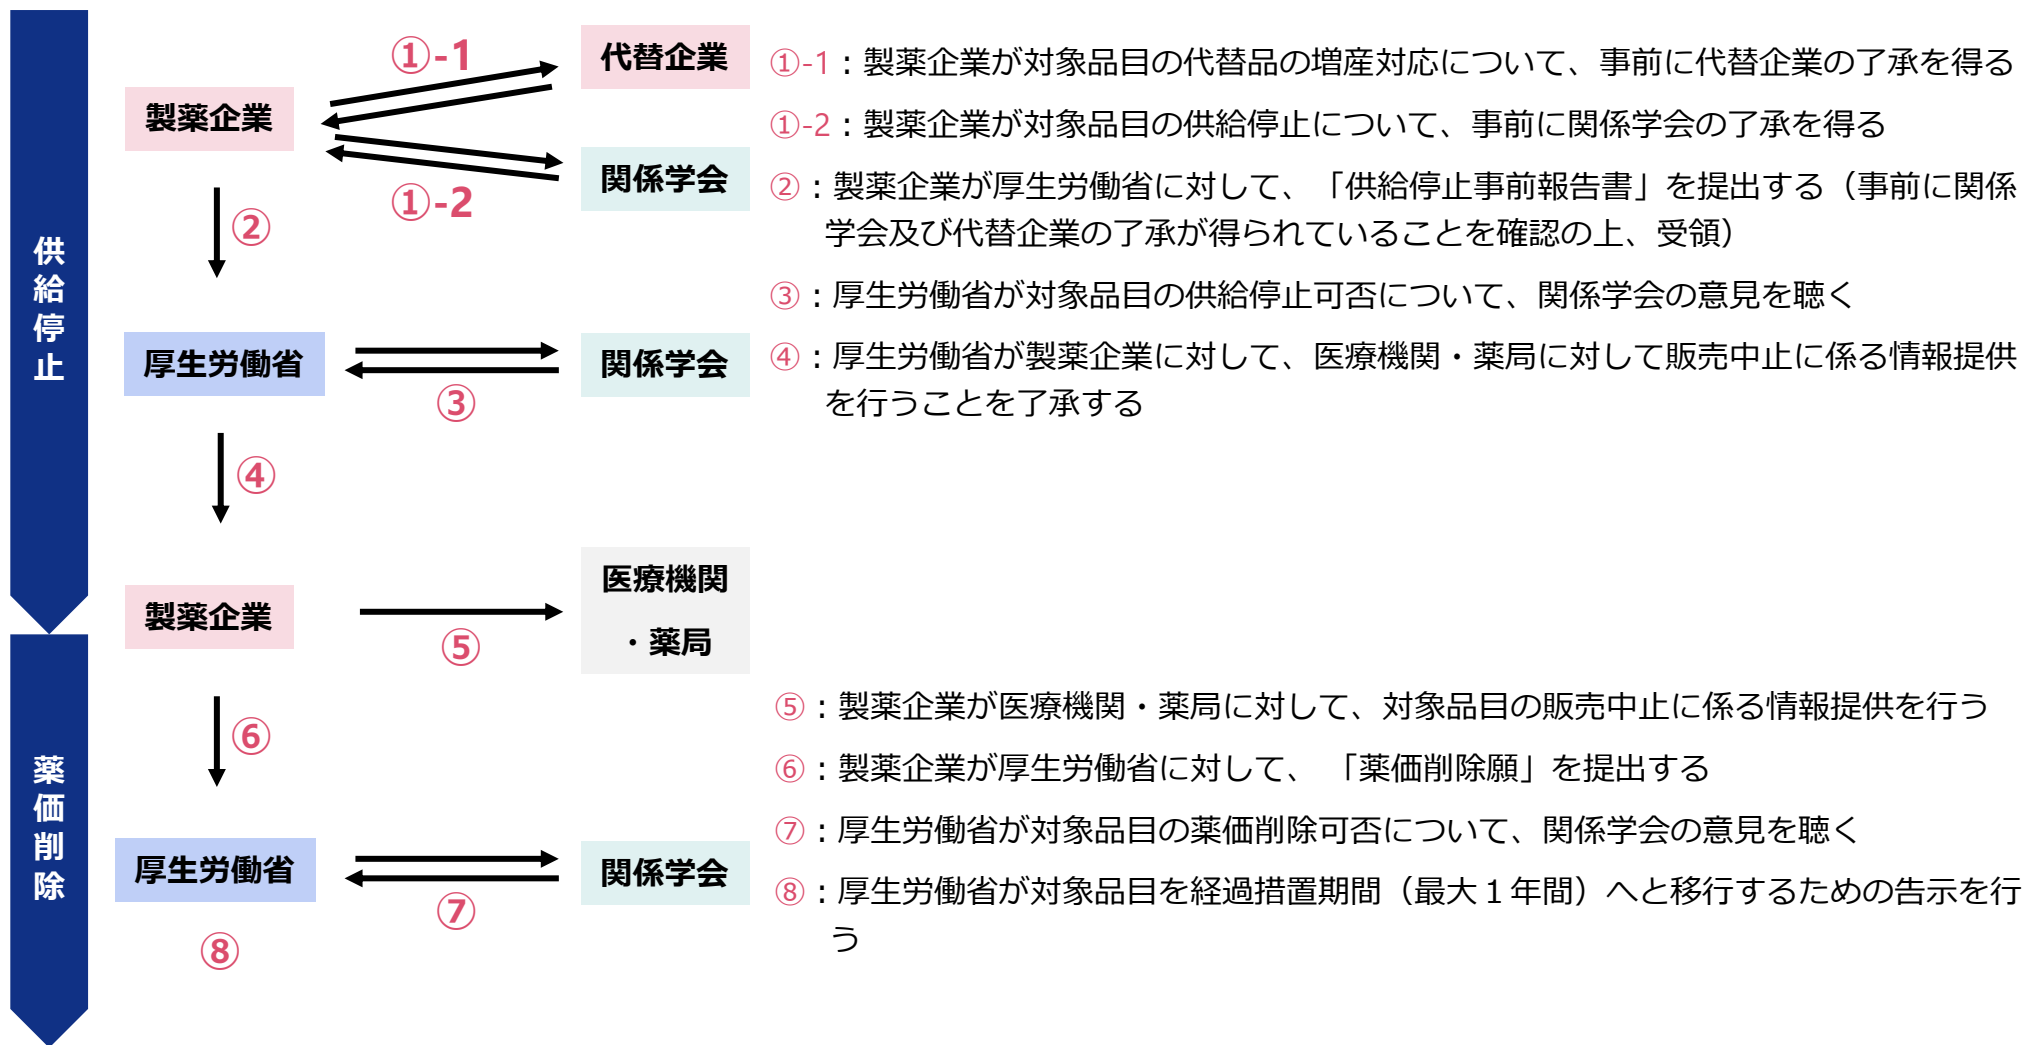 供給停止
製薬企業
①-1
代替企業
①-2
関係学会
②
厚生労働省
③
関係学会
④
製薬企業
⑤
医療機関
・薬局
薬価削除
⑥
厚生労働省
⑦
関係学会
⑧
①-1：製薬企業が対象品目の代替品の増産対応について、事前に代替企業の了承を得る
①-2：製薬企業が対象品目の供給停止について、事前に関係学会の了承を得る
②：製薬企業が厚生労働省に対して、「供給停止事前報告書」を提出する（事前に関係
学会及び代替企業の了承が得られていることを確認の上、受領）
③：厚生労働省が対象品目の供給停止可否について、関係学会の意見を聴く
④：厚生労働省が製薬企業に対して、医療機関・薬局に対して販売中止に係る情報提供
を行うことを了承する
⑤：製薬企業が医療機関・薬局に対して、対象品目の販売中止に係る情報提供を行う
⑥：製薬企業が厚生労働省に対して、 「薬価削除願」を提出する
⑦：厚生労働省が対象品目の薬価削除可否について、関係学会の意見を聴く
⑧：厚生労働省が対象品目を経過措置期間（最大１年間）へと移行するための告示を行
う